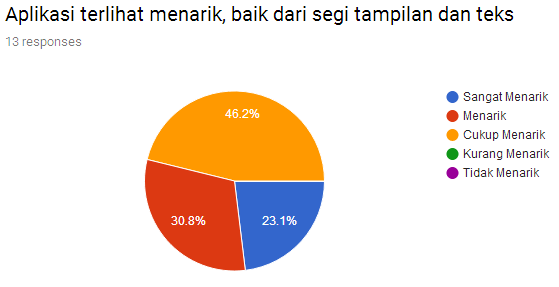 Aplikasi terlihat menarik, baik dari segi tampilan dan teks
13 responses
46.2%
30.8%
23.1%
Sangat Menarik
Menarik
Cukup Menarik
Kurang Menarik
Tidak Menarik